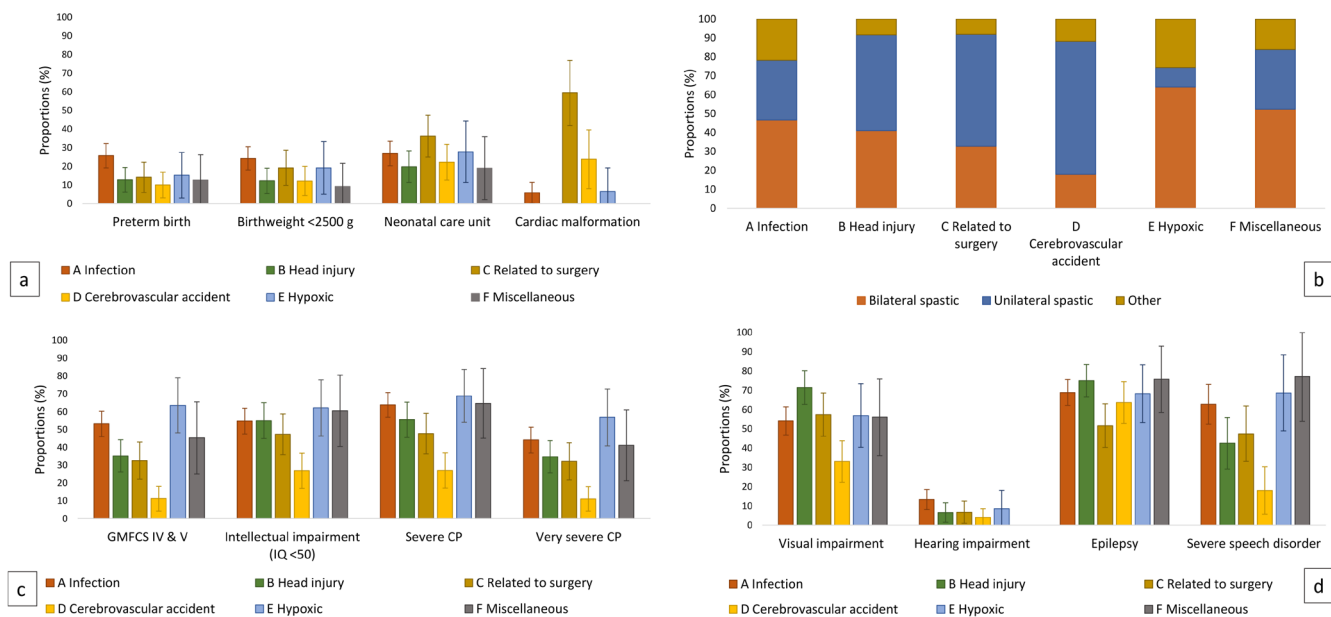 100
90
80
70
60
50
40
30
20
10
0
Proportions (%)
Preterm birth Birthweight <2500 g Neonatal care unit Cardiac malformation
A Infection B Head injury C Related to surgery
D Cerebrovascular accident E Hypoxic F Miscellaneous
a
100
90
80
70
60
50
40
30
20
10
0
Proportions (%)
A Infection B Head injury C Related to surgery D Cerebrovascular accident E Hypoxic F Miscellaneous
Bilateral spastic Unilateral spastic Other
b
100
90
80
70
60
50
40
30
20
10
0
Proportions (%)
GMFCS IV & V Intellectual impairment (IQ <50) Severe CP Very severe CP
A Infection B Head injury C Related to surgery
D Cerebrovascular accident E Hypoxic F Miscellaneous
c
100
90
80
70
60
50
40
30
20
10
0
Proportions (%)
Visual impairment Hearing impairment Epilepsy Severe speech disorder
A Infection B Head injury C Related to surgery
D Cerebrovascular accident E Hypoxic F Miscellaneous
d